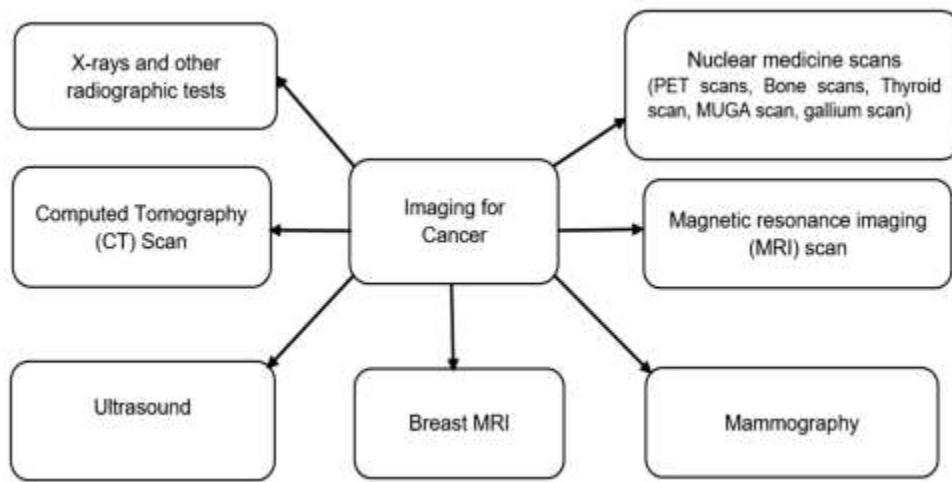 X-rays and other
radiographic tests
Nuclear medicine scans
(PET scans, Bone scans, Thyroid
scan, MUGA scan, gallium scan)
Imaging for
Cancer
Computed Tomography
(CT) Scan
Magnetic resonance imaging
(MRI) scan
Ultrasound
Breast MRI
Mammography